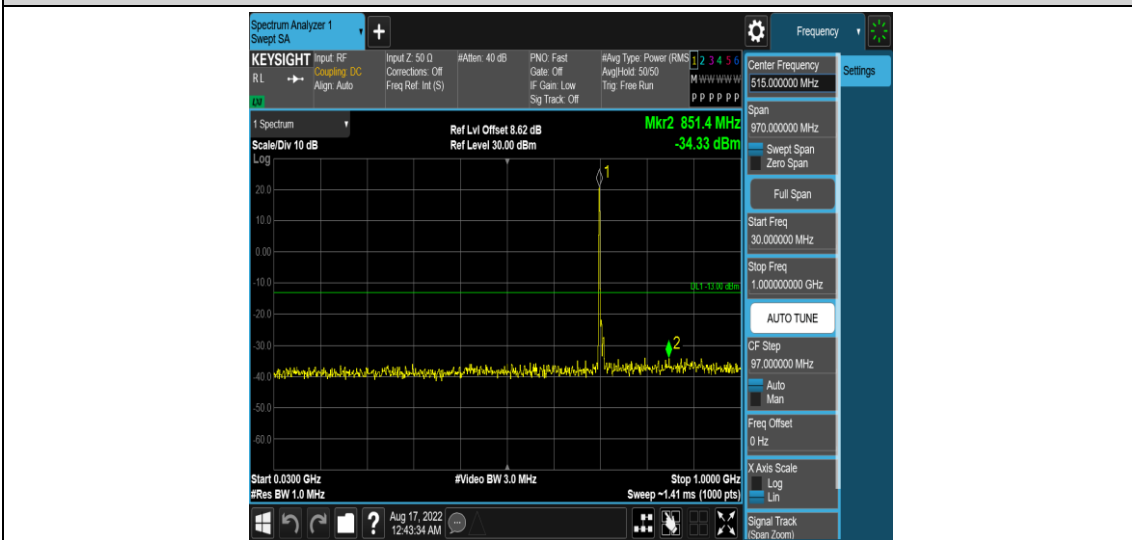 Spectrum Analyzer 1
Swept SA
+
Frequency
KEYSIGHT
RL
Input: RF
Coupling: DC
Align: Auto
Input Z: 50 Ω
Corrections: Off
Freq Ref: Int (S)
#Atten: 40 dB
PNO: Fast
Gate: Off
IF Gain: Low
Sig Track: Off
#Avg Type: Power (RMS
Avg|Hold: 50/50
Trig: Free Run
1 2 3 4 5 6
M W W W W W
P P P P P P
1 Spectrum
Scale/Div 10 dB
Log
Ref Lvl Offset 8.62 dB
Ref Level 30.00 dBm
Mkr2 851.4 MHz
-34.33 dBm
1
20.0
10.0
0.00
-10.0
DL1 -13.00 dBm
-20.0
-30.0
2
-40.0
-50.0
-60.0
Start 0.0300 GHz
#Res BW 1.0 MHz
#Video BW 3.0 MHz
Stop 1.0000 GHz
Sweep ~1.41 ms (1000 pts)
?
Aug 17, 2022
12:43:34 AM
Center Frequency
515.000000 MHz
Settings
Span
970.000000 MHz
Swept Span
Zero Span
Full Span
Start Freq
30.000000 MHz
Stop Freq
1.000000000 GHz
AUTO TUNE
CF Step
97.000000 MHz
Auto
Man
Freq Offset
0 Hz
X Axis Scale
Log
Lin
Signal Track
(Span Zoom)